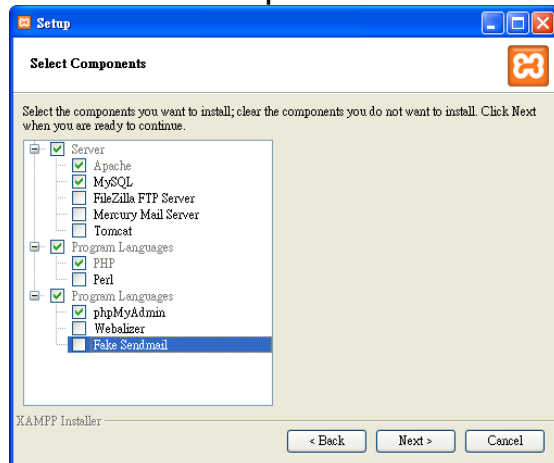 Setup
Select Components
Select the components you want to install; clear the components you do not want to install. Click Next
when you are ready to continue.
Server
Apache
MySQL
FileZilla FTP Server
Mercury Mail Server
Tomcat
Program Languages
PHP
Perl
Program Languages
phpMyAdmin
Webalizer
Fake Sendmail
XAMPP Installer
< Back Next > Cancel